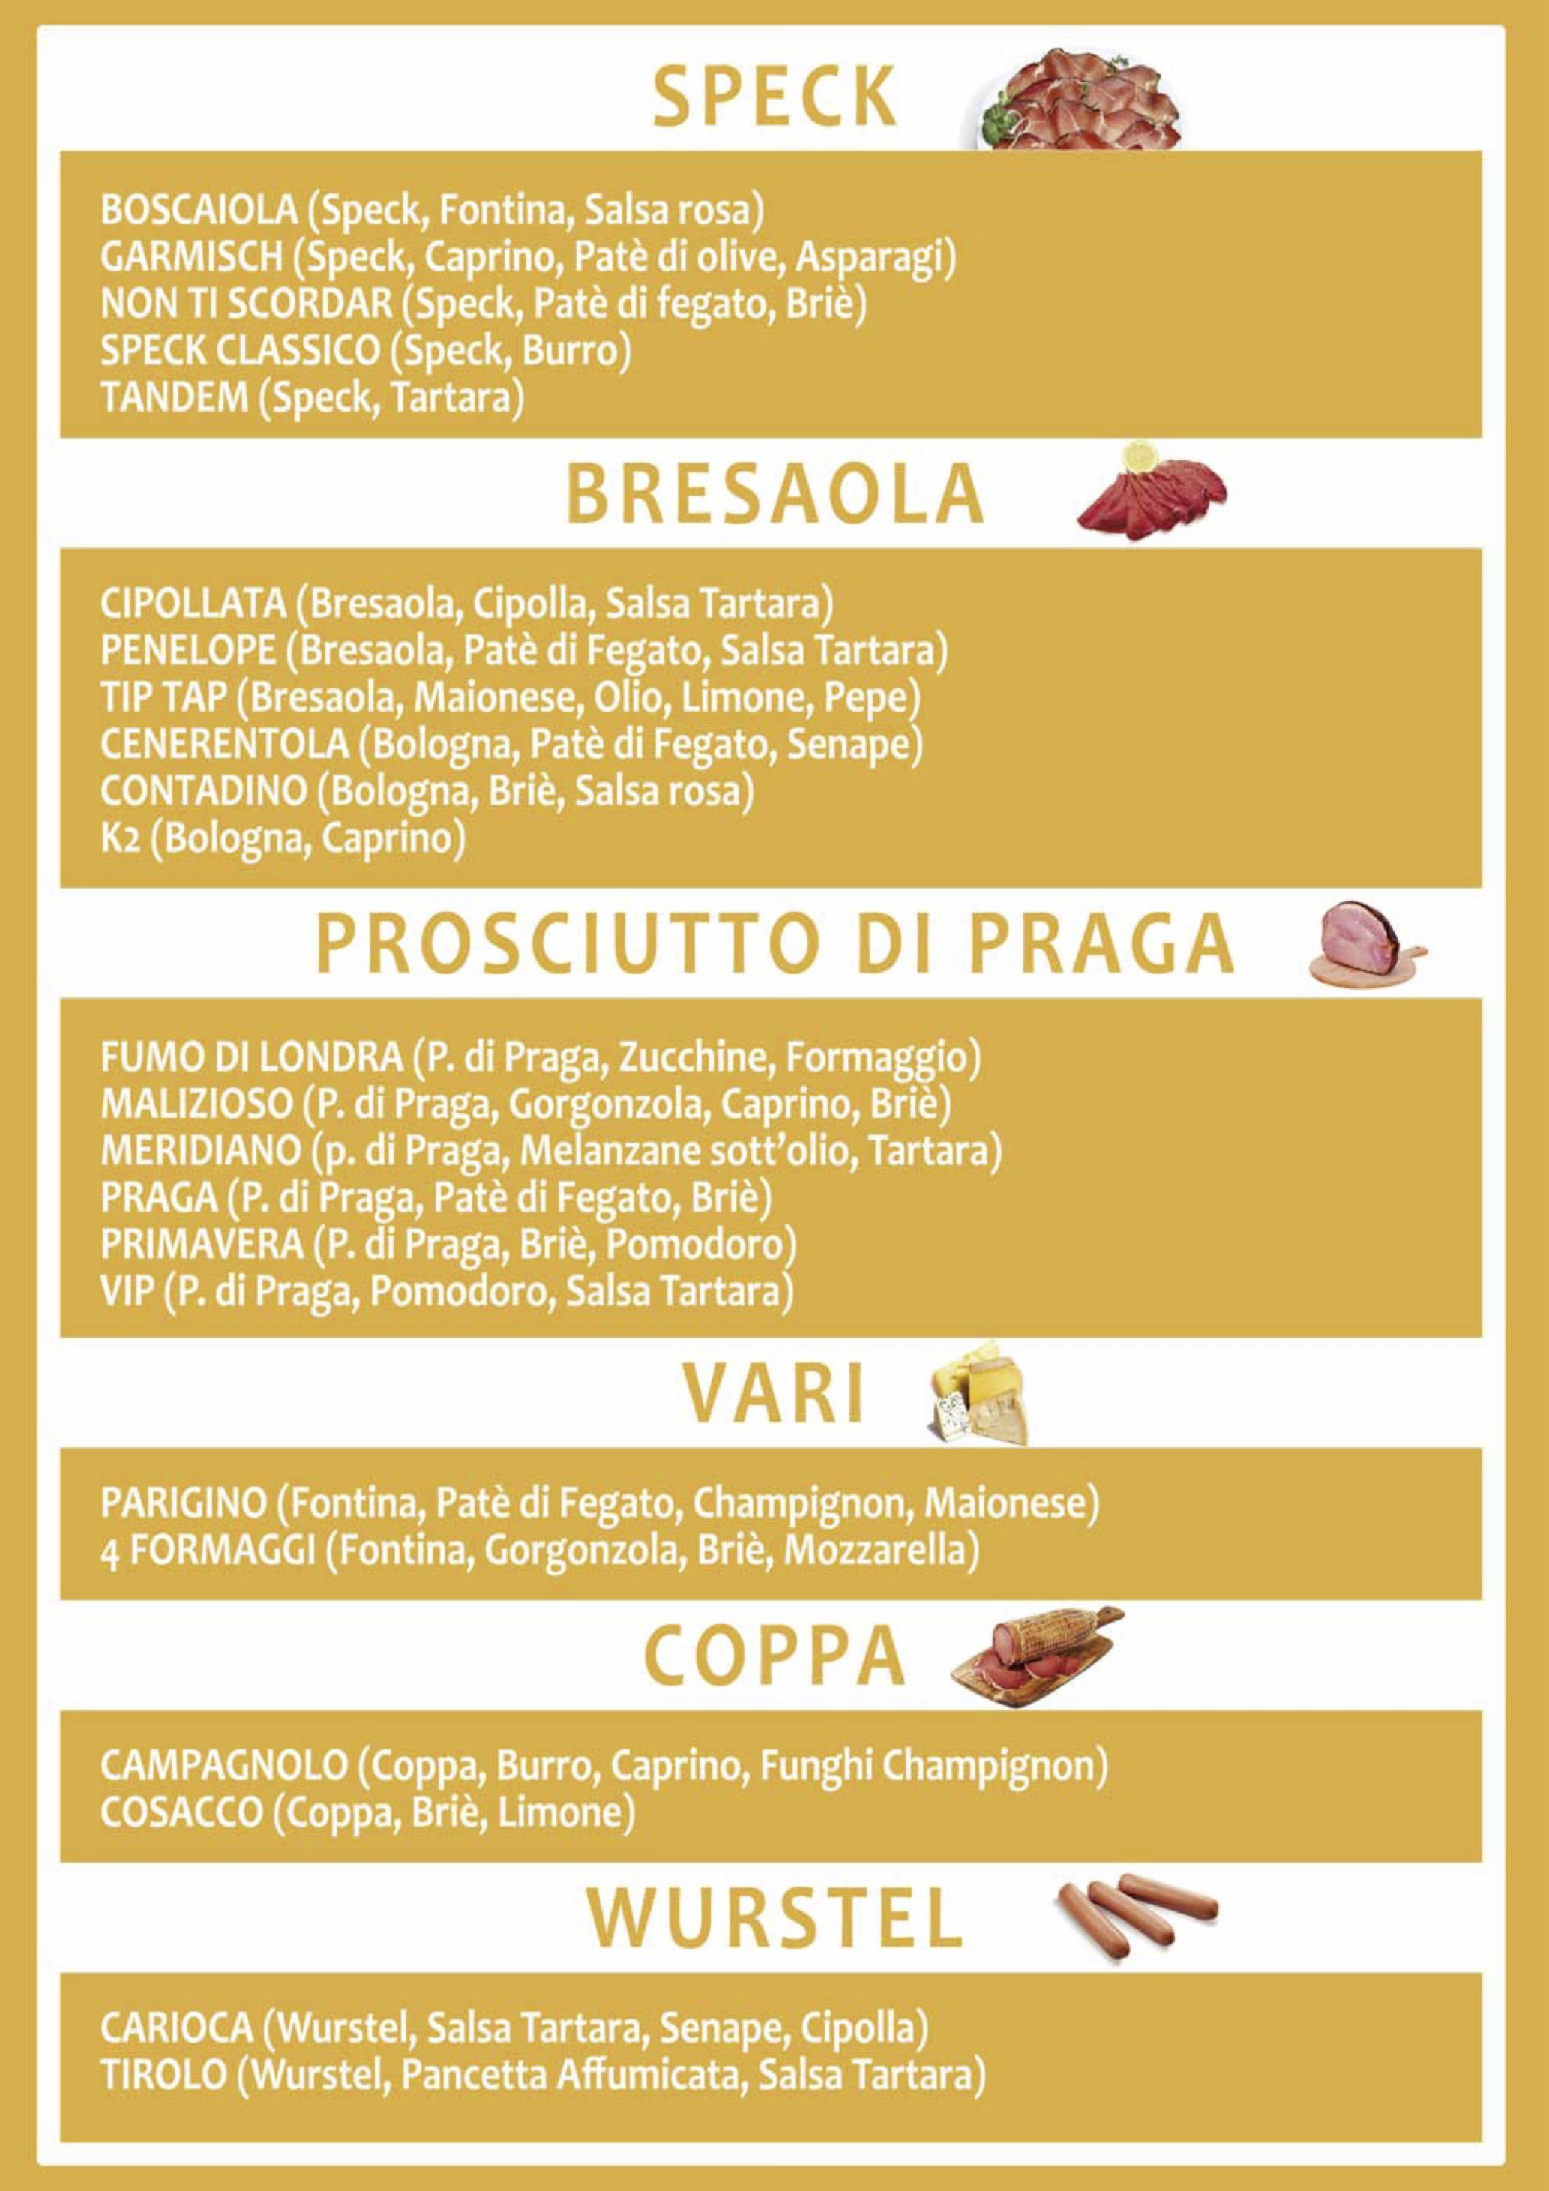 SPECK
BOSCAIOLA (Speck, Fontina, Salsa rosa)
GARMISCH (Speck, Caprino, Patè di olive, Asparagi)
NON TI SCORDAR (Speck, Patè di fegato, Briè)
SPECK CLASSICO (Speck, Burro)
TANDEM (Speck, Tartara)
BRESAOLA
CIPOLLATA (Bresaola, Cipolla, Salsa Tartara)
PENELOPE (Bresaola, Patè di Fegato, Salsa Tartara)
TIP TAP (Bresaola, Maionese, Olio, Limone, Pepe)
CENERENTOLA (Bologna, Patè di Fegato, Senape)
CONTADINO (Bologna, Briè, Salsa rosa)
K2 (Bologna, Caprino)
PROSCIUTTO DI PRAGA
FUMO DI LONDRA (P. di Praga, Zucchine, Formaggio)
MALIZIOSO (P. di Praga, Gorgonzola, Caprino, Briè)
MERIDIANO (p. di Praga, Melanzane sott'olio, Tartara)
PRAGA (P. di Praga, Patè di Fegato, Briè)
PRIMAVERA (P. di Praga, Briè, Pomodoro)
VIP (P. di Praga, Pomodoro, Salsa Tartara)
VARI
PARIGINO (Fontina, Patè di Fegato, Champignon, Maionese)
4 FORMAGGI (Fontina, Gorgonzola, Briè, Mozzarella)
COPPA
CAMPAGNOLO (Coppa, Burro, Caprino, Funghi Champignon)
COSACCO (Coppa, Briè, Limone)
WURSTEL
CARIOCA (Wurstel, Salsa Tartara, Senape, Cipolla)
TIROLO (Wurstel, Pancetta Affumicata, Salsa Tartara)